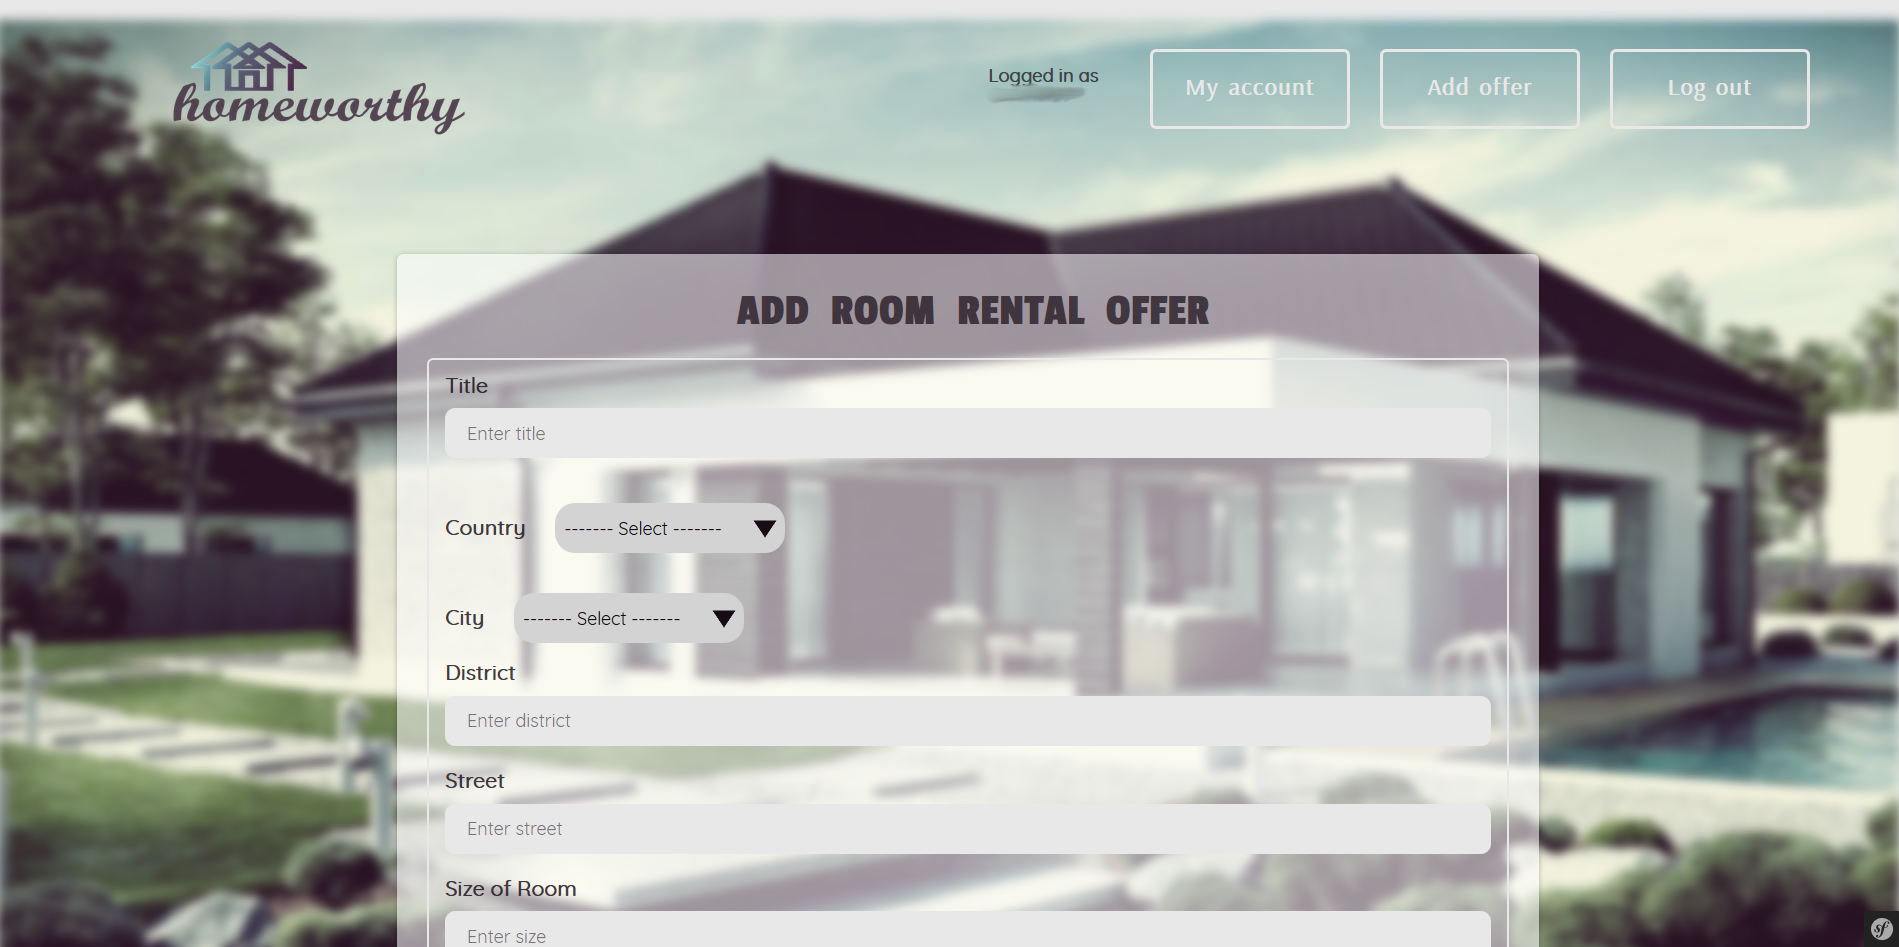 homeworthy
Logged in as
My account
Add offer
Log out
ADD ROOM RENTAL OFFER
Title
Enter title
Country
------- Select -------
City
------- Select -------
District
Enter district
Street
Enter street
Size of Room
Enter size
sf